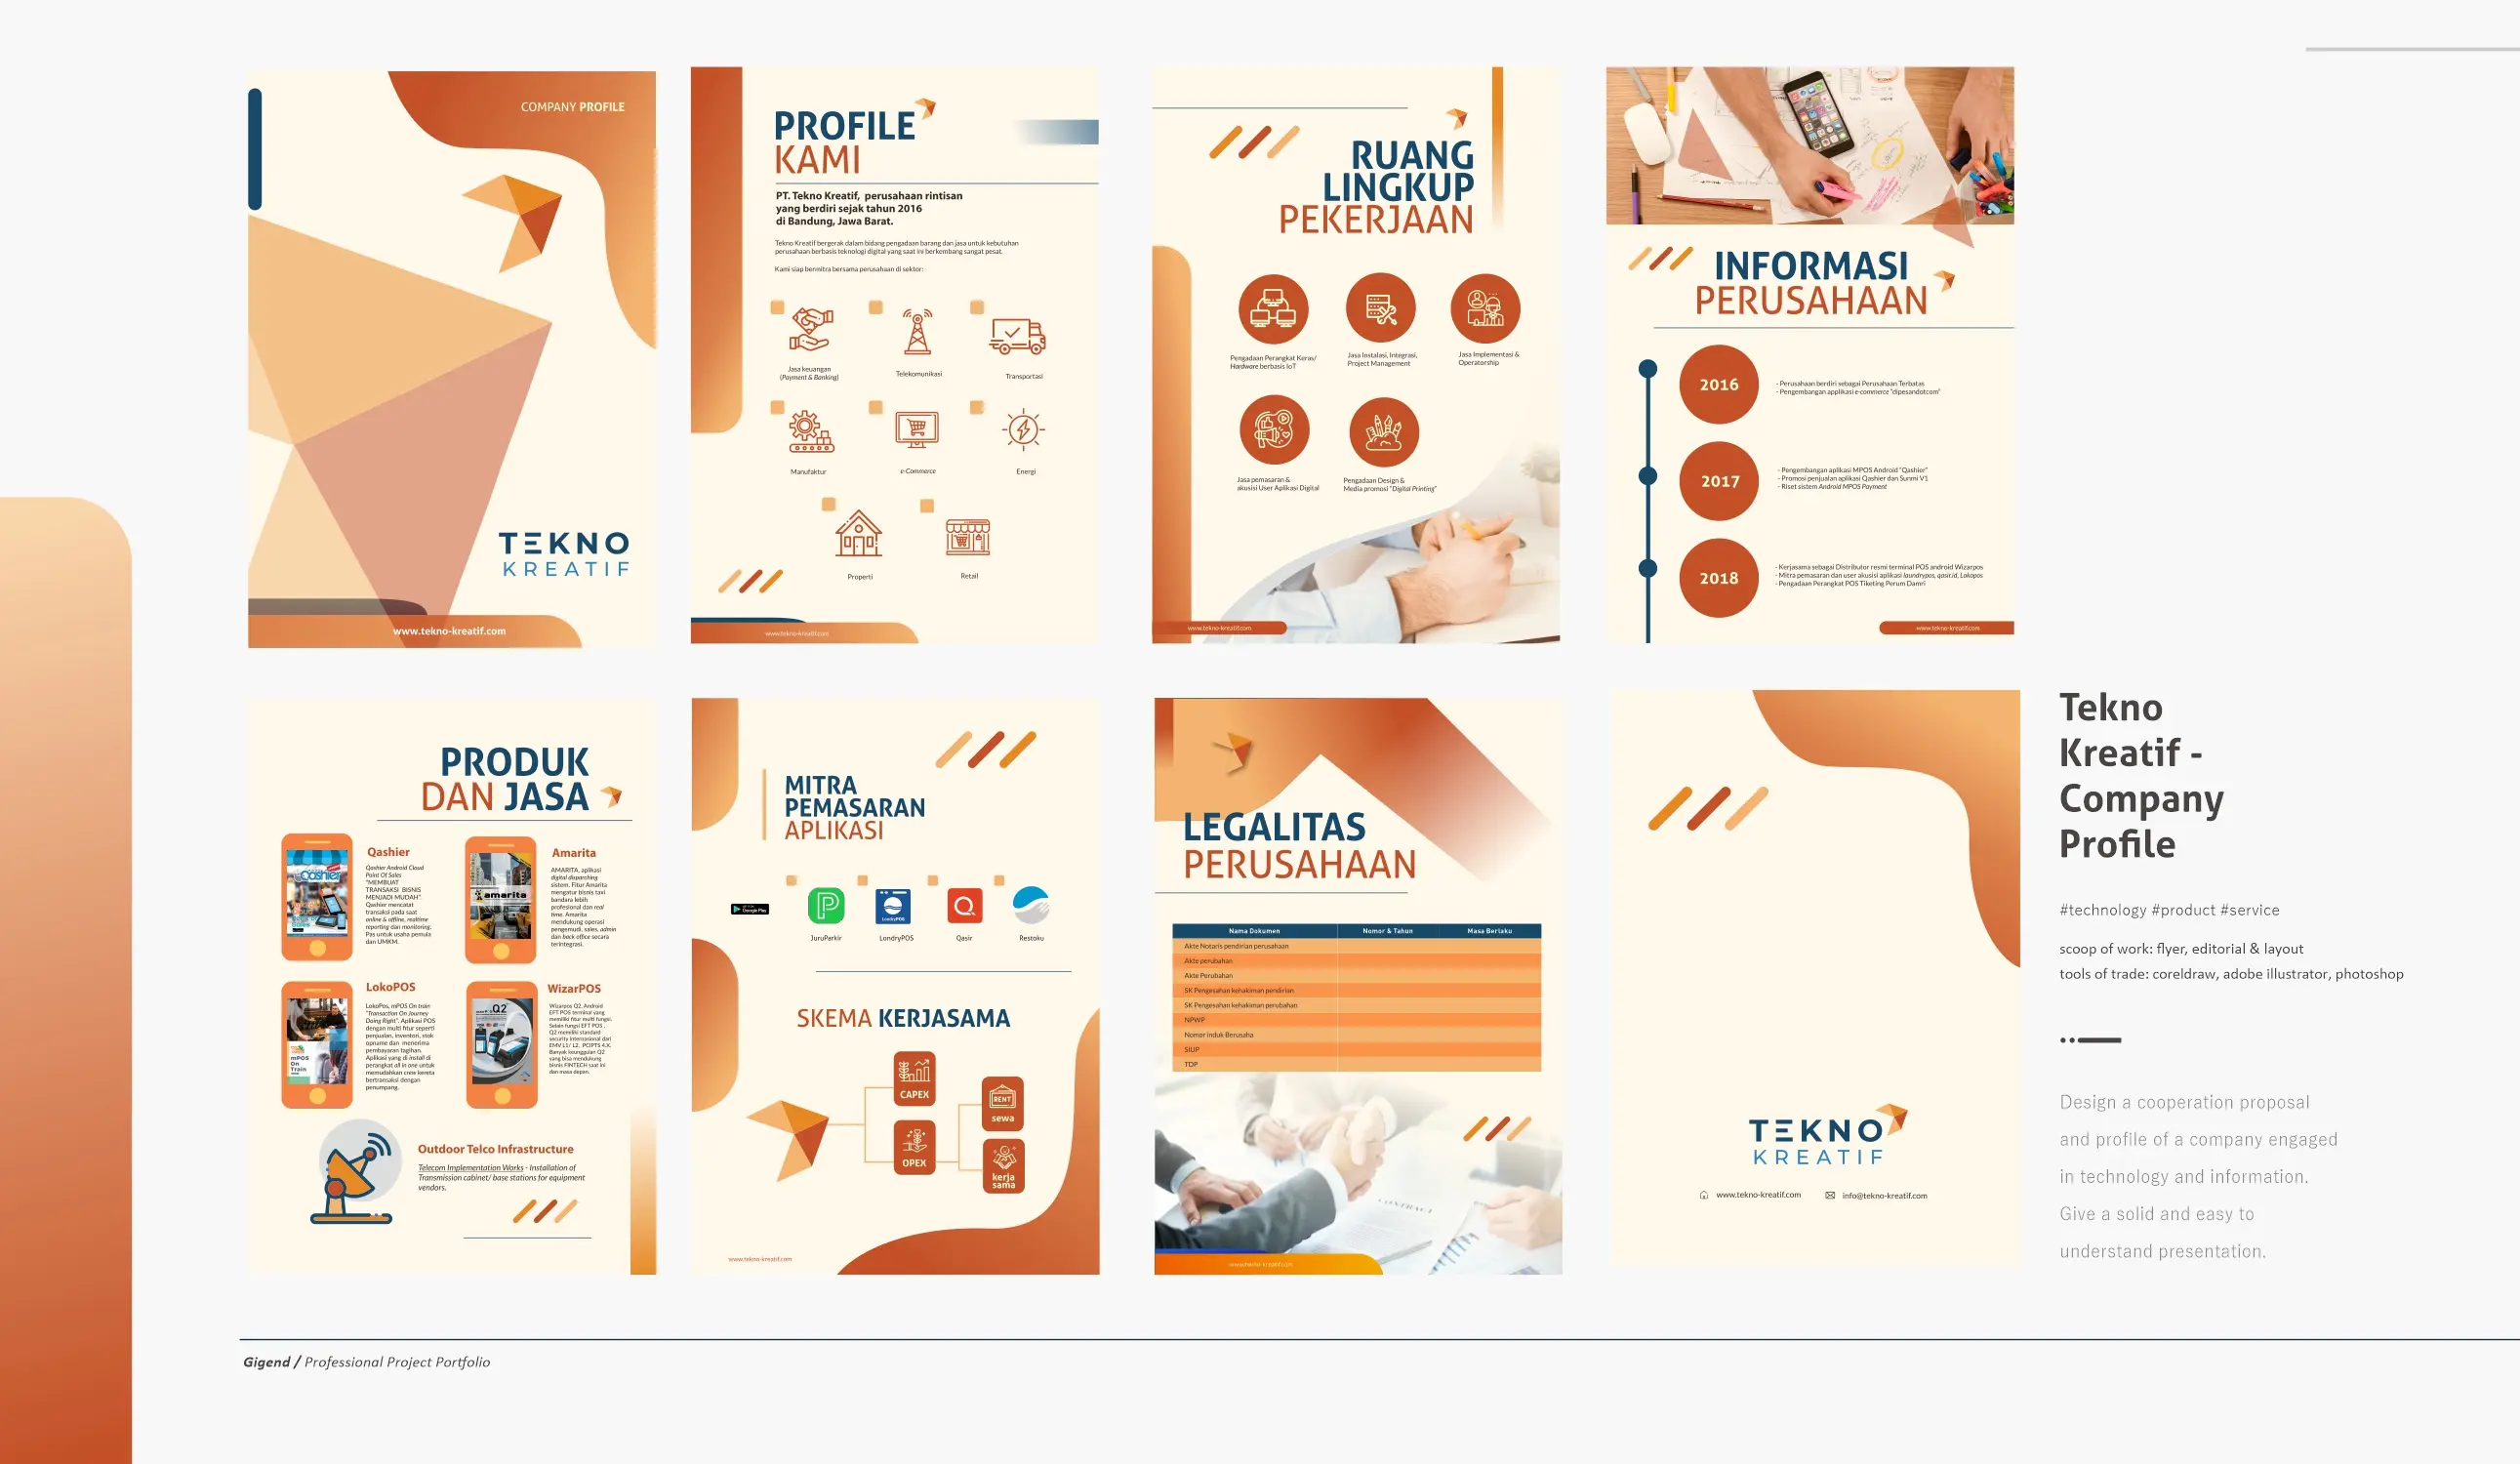 COMPANY PROFILE
TEKNO
KREATIF
www.tekno-kreatif.com
PROFILE
KAMI
PT. Tekno Kreatif, perusahaan rintisan
yang berdiri sejak tahun 2016
di Bandung, Jawa Barat.
Tekno Kreatif bergerak dalam bidang pengadaan barang dan jasa untuk kebutuhan
perusahaan berbasis teknologi digital yang saat ini berkembang sangat pesat.
Kami siap bermitra bersama perusahaan di sektor:
Jasa keuangan
(Payment & Banking)
Telekomunikasi
Transportasi
Manufaktur
e-Commerce
Energi
Properti
Retail
www.tekno-kreatif.com
RUANG
LINGKUP
PEKERJAAN
Pengadaan Perangkat Keras/
Hardware berbasis IoT
Jasa Instalasi, Integrasi,
Project Management
Jasa Implementasi &
Operatorship
Jasa pemasaran &
akusisi User Aplikasi Digital
Pengadaan Design &
Media promosi "Digital Printing"
www.tekno-kreatif.com
INFORMASI
PERUSAHAAN
2016
- Perusahaan berdiri sebagai Perusahaan Terbatas
- Pengembangan applikasi e-commerce "dipesandotcom"
2017
- Pengembangan aplikasi MPOS Android "Qashier"
- Promosi penjualan aplikasi Qashier dan Sunmi V1
- Riset sistem Android MPOS Payment
2018
- Kerjasama sebagai Distributor resmi terminal POS android Wizarpos
- Mitra pemasaran dan user akusisi aplikasi laundrypos, qasir.id, Lokopos
- Pengadaan Perangkat POS Tiketing Perum Damri
www.tekno-kreatif.com
PRODUK
DAN JASA
Qashier
Qashier
Qashier Android Cloud
Point Of Sales
"MEMBUAT
TRANSAKSI BISNIS
MENJADI MUDAH".
Qashier mencatat
transaksi pada saat
online & offline, realtime
reporting dan monitoring.
Pas untuk usaha pemula
dan UMKM.
amarita
Amarita
AMARITA, aplikasi
digital dispatching
sistem. Fitur Amarita
mengatur bisnis taxi
bandara lebih
profesional dan real
time. Amarita
mendukung operasi
pengemudi, sales, admin
dan back office secara
terintegrasi.
mPOS
On
Train
LokoPOS
LokoPos, mPOS On train
"Transaction On Journey
Doing Right". Aplikasi POS
dengan multi fitur seperti
penjualan, inventori, stok
opname dan menerima
pembayaran tagihan.
Aplikasi yang di install di
perangkat all in one untuk
memudahkan crew kereta
bertransaksi dengan
penumpang.
Q2
WizarPOS
Wizarpos Q2, Android
EFT POS terminal yang
memiliki fitur multi fungsi.
Selain fungsi EFT POS ,
Q2 memiliki standard
security Internasional dari
EMV L1/ L2, PCIPTS 4.X.
Banyak keunggulan Q2
yang bisa mendukung
teknis FINTECH saat ini
dan masa depan.
Outdoor Telco Infrastructure
Telecom Implementation Works - Installation of
Transmission cabinet/ base stations for equipment
vendors.
MITRA
PEMASARAN
APLIKASI
Google Play
JuruParkir
LondryPOS
LondryPOS
Qasir
Restoku
SKEMA KERJASAMA
CAPEX
OPEX
RENT
sewa
kerja
sama
www.tekno-kreatif.com
LEGALITAS
PERUSAHAAN
Nama Dokumen Nomor & Tahun Masa Berlaku
Akte Notaris pendirian perusahaan
Akte perubahan
Akte Perubahan
SK Pengesahan kehakiman pendirian
SK Pengesahan kehakiman perubahan
NPWP
Nomor induk Berusaha
SIUP
TDP
CONTRACT
www.tekno-kreatif.com
TEKNO
KREATIF
www.tekno-kreatif.com info@tekno-kreatif.com
Tekno
Kreatif -
Company
Profile
#technology #product #service
scoop of work: flyer, editorial & layout
tools of trade: coreldraw, adobe illustrator, photoshop
Design a cooperation proposal
and profile of a company engaged
in technology and information.
Give a solid and easy to
understand presentation.
Gigend / Professional Project Portfolio